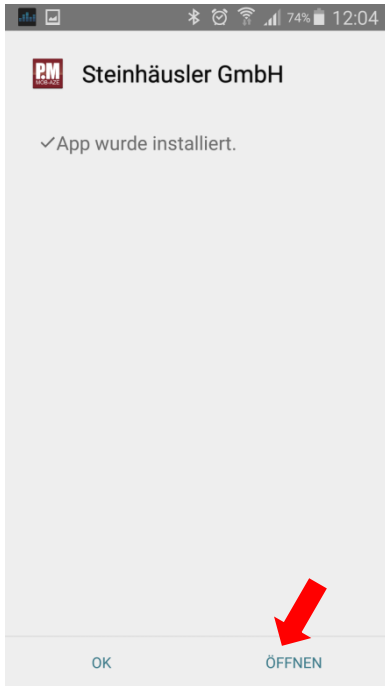 74% 12:04
P.M
MOB-AZE
Steinhäusler GmbH
✓App wurde installiert.
OK ÖFFNEN